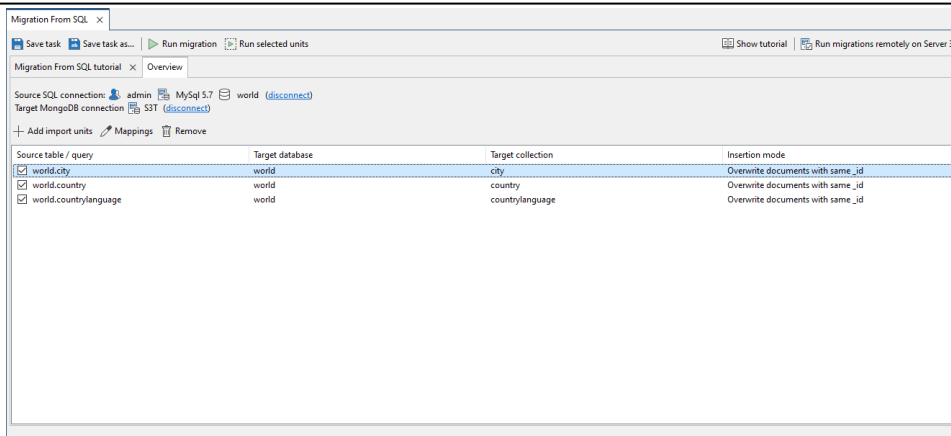 Migration From SQL
Save task Save task as... Run migration Run selected units Show tutorial Run migrations remotely on Server
Migration From SQL tutorial Overview
Source SQL connection: admin MySql 5.7 world (disconnect)
Target MongoDB connection S3T (disconnect)
Add import units Mappings Remove
Source table / query Target database Target collection Insertion mode
world.city world city Overwrite documents with same _id
world.country world country Overwrite documents with same _id
world.countrylanguage world countrylanguage Overwrite documents with same _id